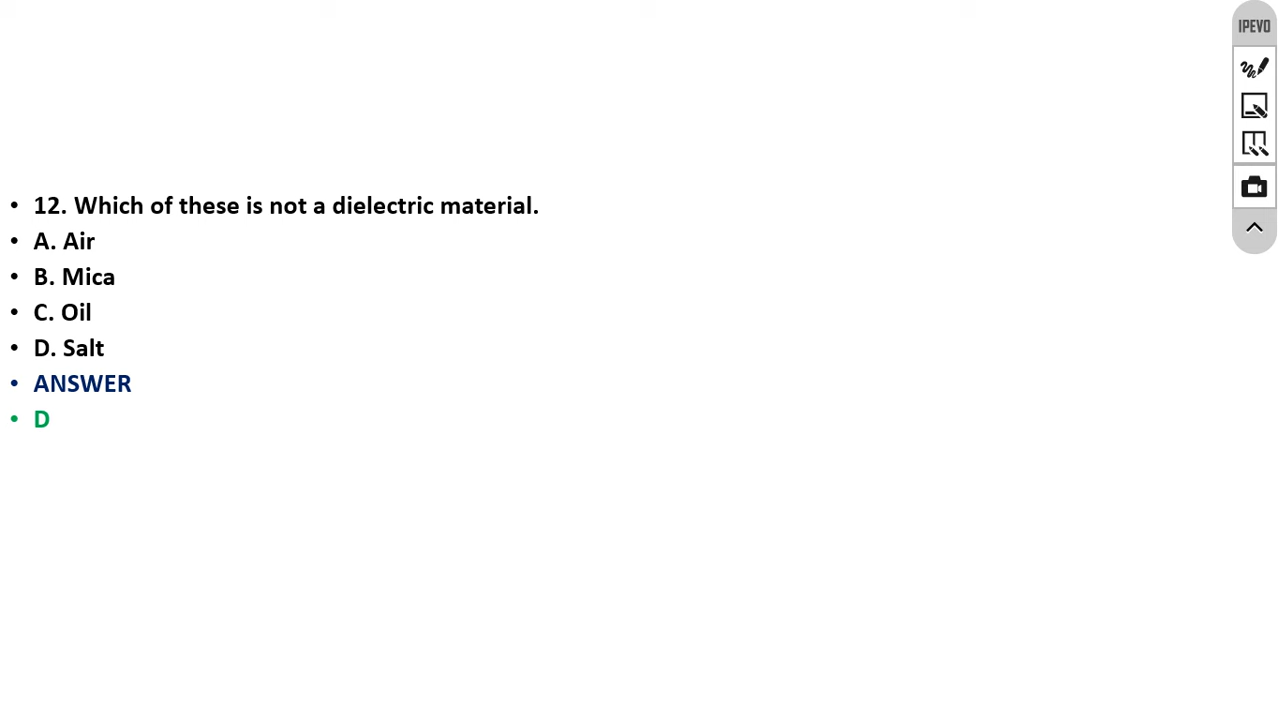 IPEVO
• 12. Which of these is not a dielectric material.
• A. Air
• B. Mica
• C. Oil
• D. Salt
• ANSWER
• D